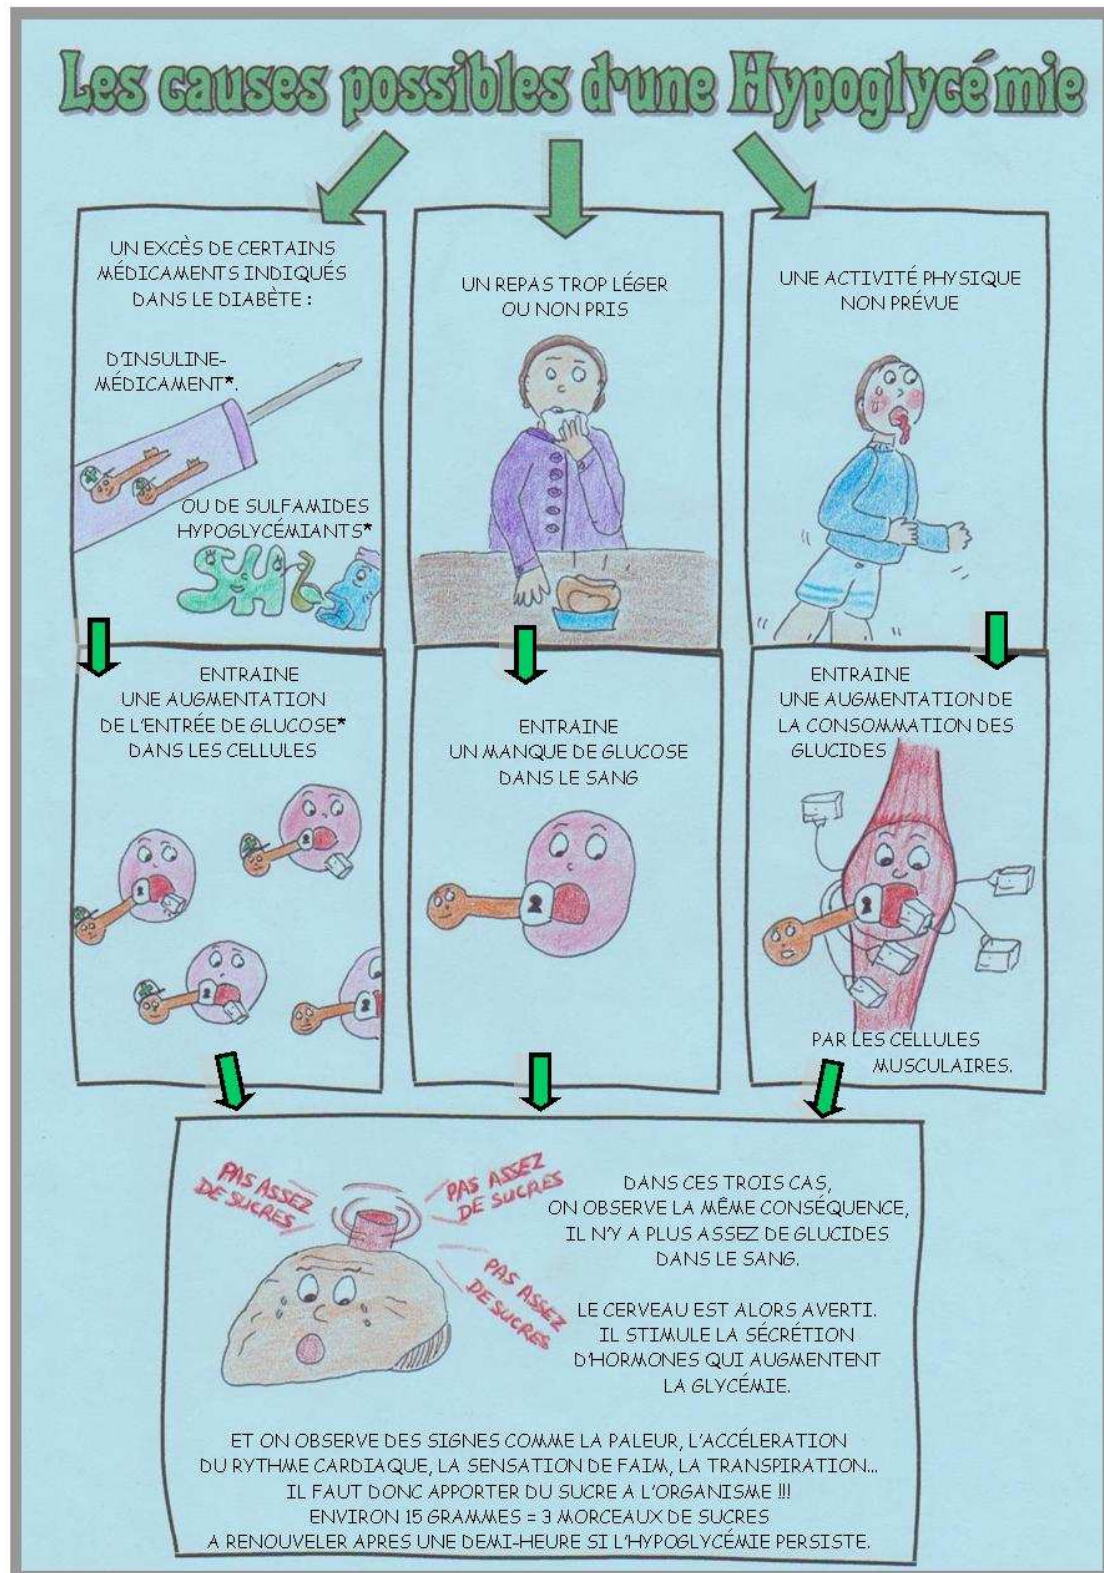 Les causes possibles d'une Hypoglycémie
UN EXCÈS DE CERTAINS
MÉDICAMENTS INDIQUÉS
DANS LE DIABÈTE :
D'INSULINE-
MÉDICAMENT*.
OU DE SULFAMIDES
HYPOGLYCÉMIANTS*
UN REPAS TROP LÉGER
OU NON PRIS
UNE ACTIVITÉ PHYSIQUE
NON PRÉVUE
ENTRAINE
UNE AUGMENTATION
DE L'ENTRÉE DE GLUCOSE*
DANS LES CELLULES
ENTRAINE
UN MANQUE DE GLUCOSE
DANS LE SANG
ENTRAINE
UNE AUGMENTATION DE
LA CONSOMMATION DES
GLUCIDES
PAR LES CELLULES
MUSCULAIRES.
PAS ASSEZ
DE SUCRES
PAS ASSEZ
DE SUCRES
PAS ASSEZ
DE SUCRES
DANS CES TROIS CAS,
ON OBSERVE LA MÊME CONSÉQUENCE,
IL N'Y A PLUS ASSEZ DE GLUCIDES
DANS LE SANG.
LE CERVEAU EST ALORS AVERTI.
IL STIMULE LA SÉCRÉTION
D'HORMONES QUI AUGMENTENT
LA GLYCÉMIE.
ET ON OBSERVE DES SIGNES COMME LA PALEUR, L'ACCÉLERATION
DU RYTHME CARDIAQUE, LA SENSATION DE FAIM, LA TRANSPIRATION...
IL FAUT DONC APPORTER DU SUCRE A L'ORGANISME !!!
ENVIRON 15 GRAMMES = 3 MORCEAUX DE SUCRES
A RENOUVELER APRES UNE DEMI-HEURE SI L'HYPOGLYCÉMIE PERSISTE.